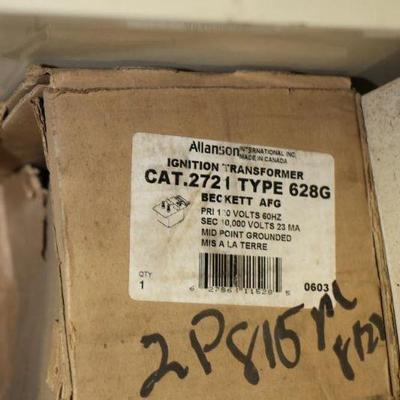 Allanson INTERNATIONAL INC.
MADE IN CANADA
IGNITION TRANSFORMER
CAT.2721 TYPE 628G
BECKETT AFG
PRI 120 VOLTS 60HZ
SEC 10,000 VOLTS 23 MA
MID POINT GROUNDED
MIS A LA TERRE
QTY
1
0603
2P815